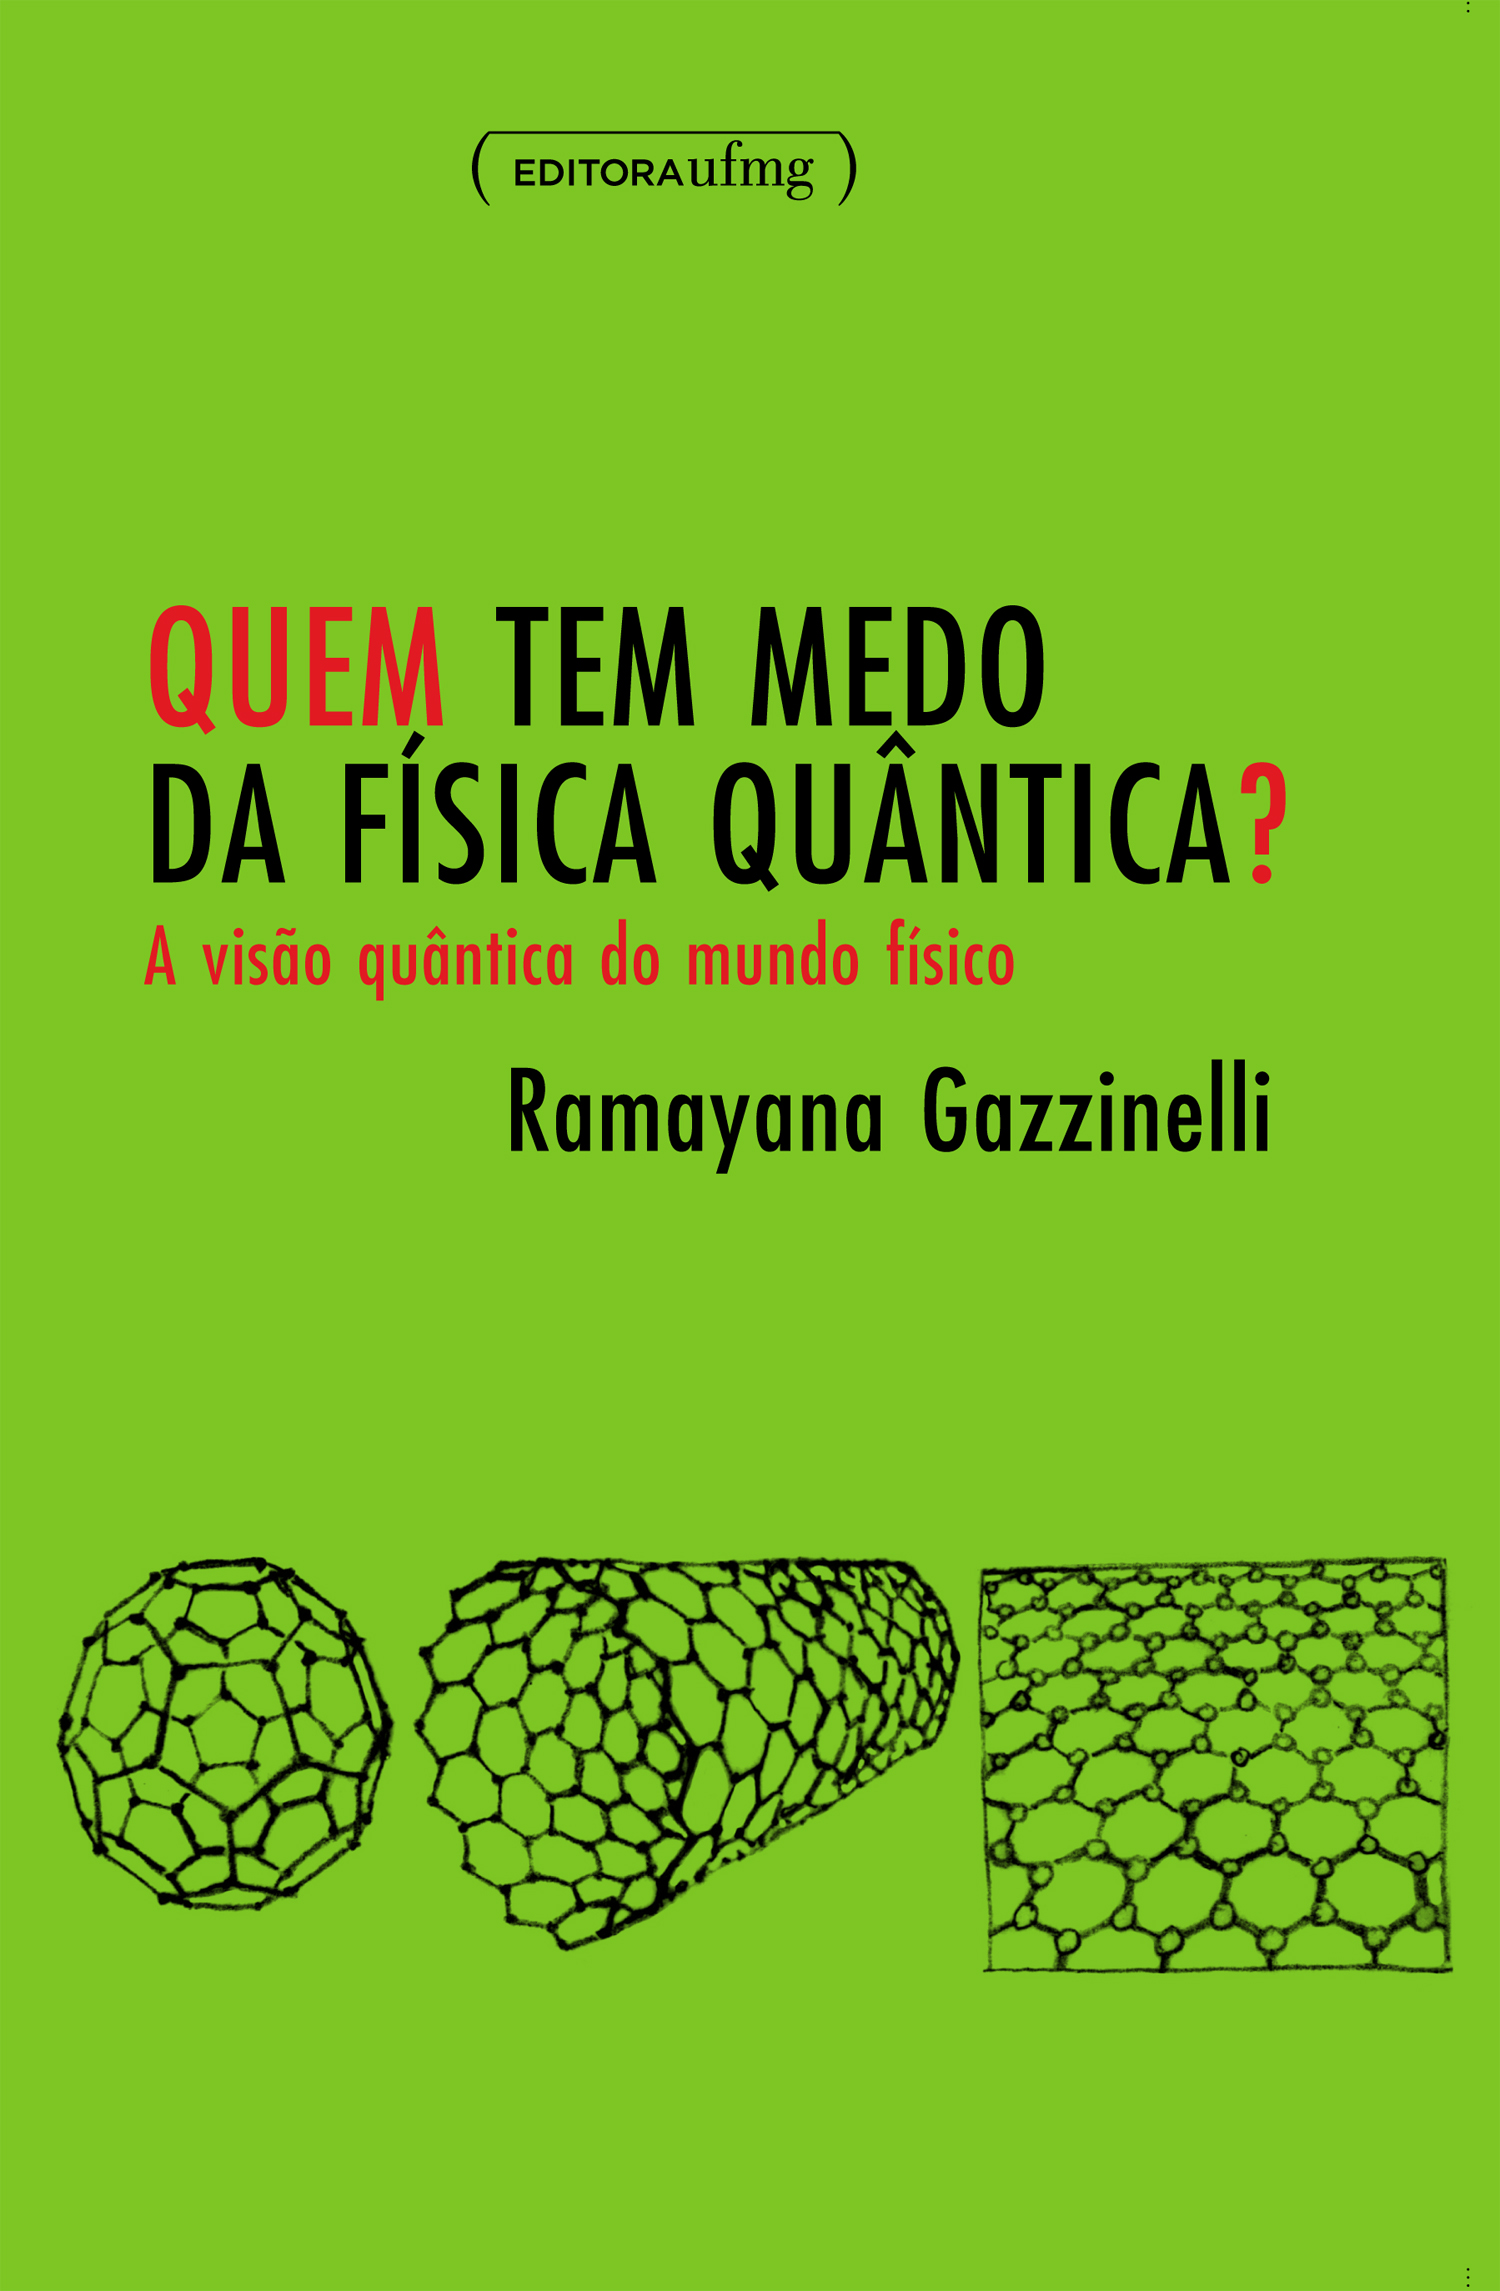 EDITORAufmg
QUEM TEM MEDO
DA FÍSICA QUÂNTICA?
A visão quântica do mundo físico
Ramayana Gazzinelli